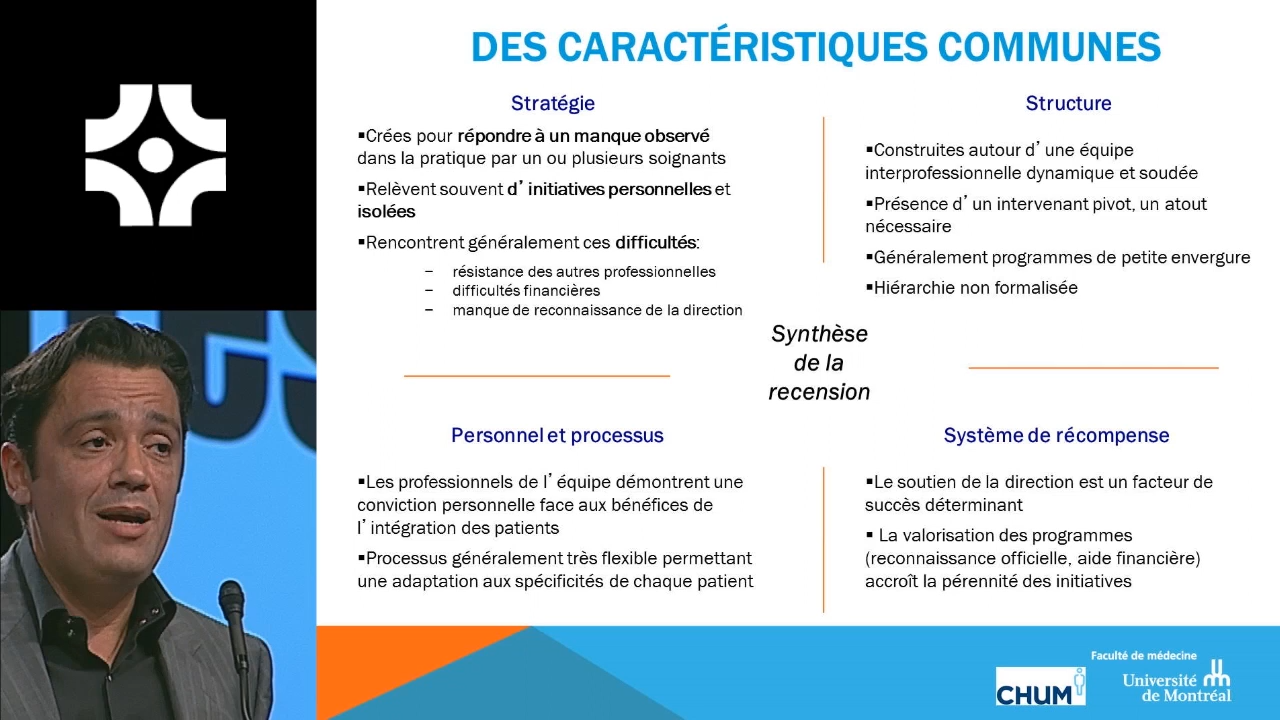 DES CARACTÉRISTIQUES COMMUNES
Stratégie
▪Crées pour répondre à un manque observé
dans la pratique par un ou plusieurs soignants
▪Relèvent souvent d’ initiatives personnelles et
isolées
▪Rencontrent généralement ces difficultés:
– résistance des autres professionnelles
– difficultés financières
– manque de reconnaissance de la direction
Structure
▪Construites autour d’ une équipe
interprofessionnelle dynamique et soudée
▪Présence d’ un intervenant pivot, un atout
nécessaire
▪Généralement programmes de petite envergure
▪Hiérarchie non formalisée
Synthèse
de la
recension
Personnel et processus
▪Les professionnels de l’ équipe démontrent une
conviction personnelle face aux bénéfices de
l’ intégration des patients
▪Processus généralement très flexible permettant
une adaptation aux spécificités de chaque patient
Système de récompense
▪Le soutien de la direction est un facteur de
succès déterminant
▪ La valorisation des programmes
(reconnaissance officielle, aide financière)
accroît la pérennité des initiatives
CHUM
Faculté de médecine
Université
de Montréal